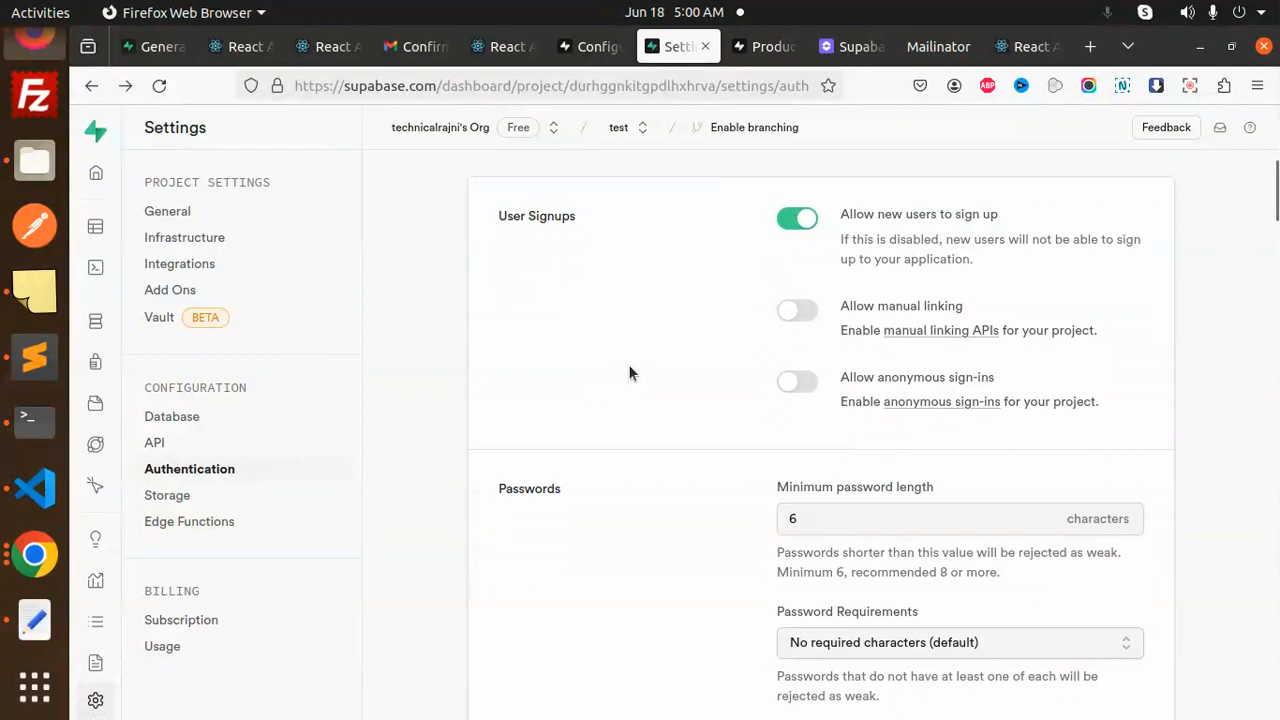 Activities
Firefox Web Browser
Jun 18 5:00 AM
Genera
React A
React A
Confirm
React A
Config
Setti
Produc
Supaba
Mailinator
React A
https://supabase.com/dashboard/project/durhggnkitgpdlhxhrva/settings/auth
Settings
technicalrajni's Org
Free
/
test
/
Enable branching
Feedback
PROJECT SETTINGS
General
Infrastructure
Integrations
Add Ons
Vault BETA
CONFIGURATION
Database
API
Authentication
Storage
Edge Functions
BILLING
Subscription
Usage
User Signups
Allow new users to sign up
If this is disabled, new users will not be able to sign
up to your application.
Allow manual linking
Enable manual linking APIs for your project.
Allow anonymous sign-ins
Enable anonymous sign-ins for your project.
Passwords
Minimum password length
6 characters
Passwords shorter than this value will be rejected as weak.
Minimum 6, recommended 8 or more.
Password Requirements
No required characters (default)
Passwords that do not have at least one of each will be
rejected as weak.